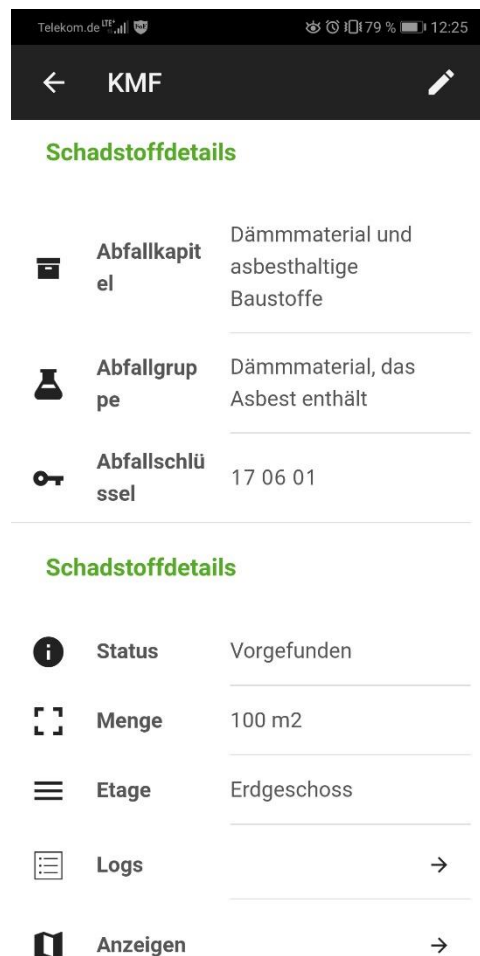 Telekom.de LTE+ 79 % 12:25
KMF
Schadstoffdetails
Abfallkapit
el
Dämmmaterial und
asbesthaltige
Baustoffe
Abfallgrup
pe
Dämmmaterial, das
Asbest enthält
Abfallschlü
ssel
17 06 01
Schadstoffdetails
Status Vorgefunden
Menge 100 m2
Etage Erdgeschoss
Logs
Anzeigen